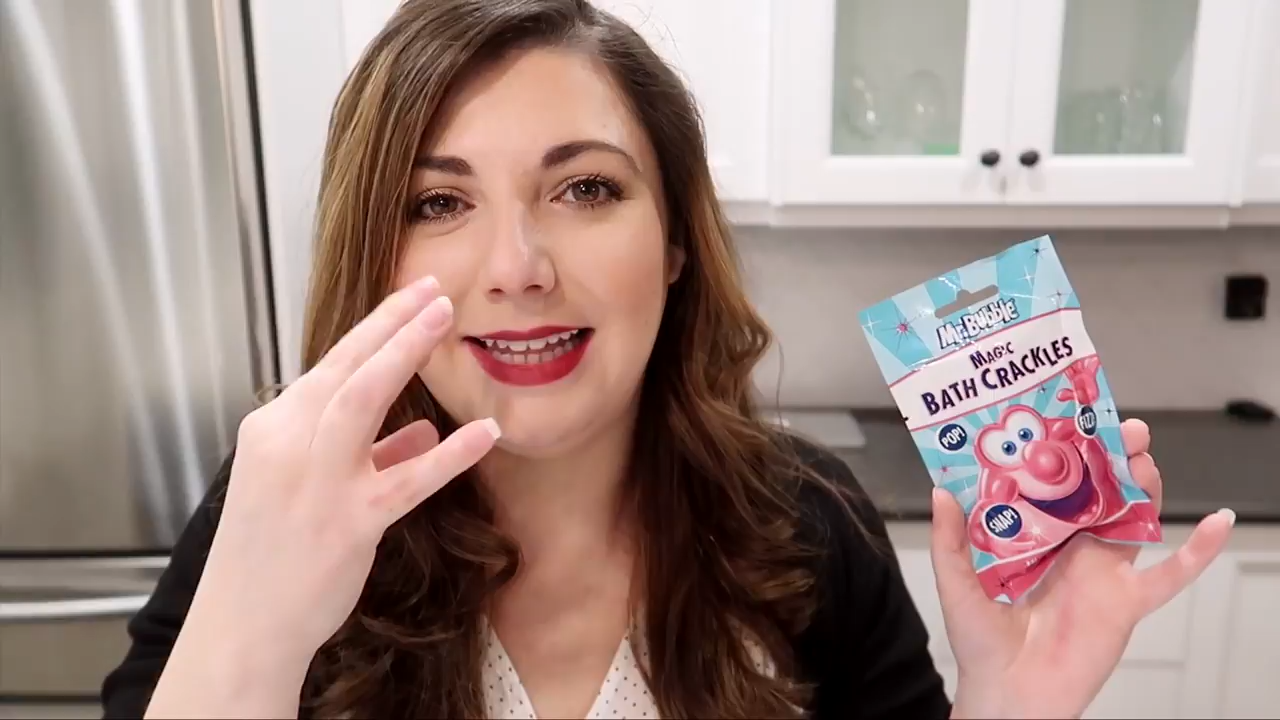 Mr. Bubble
MAGIC
BATH CRACKLES
POP!
FIZZ!
SNAP!